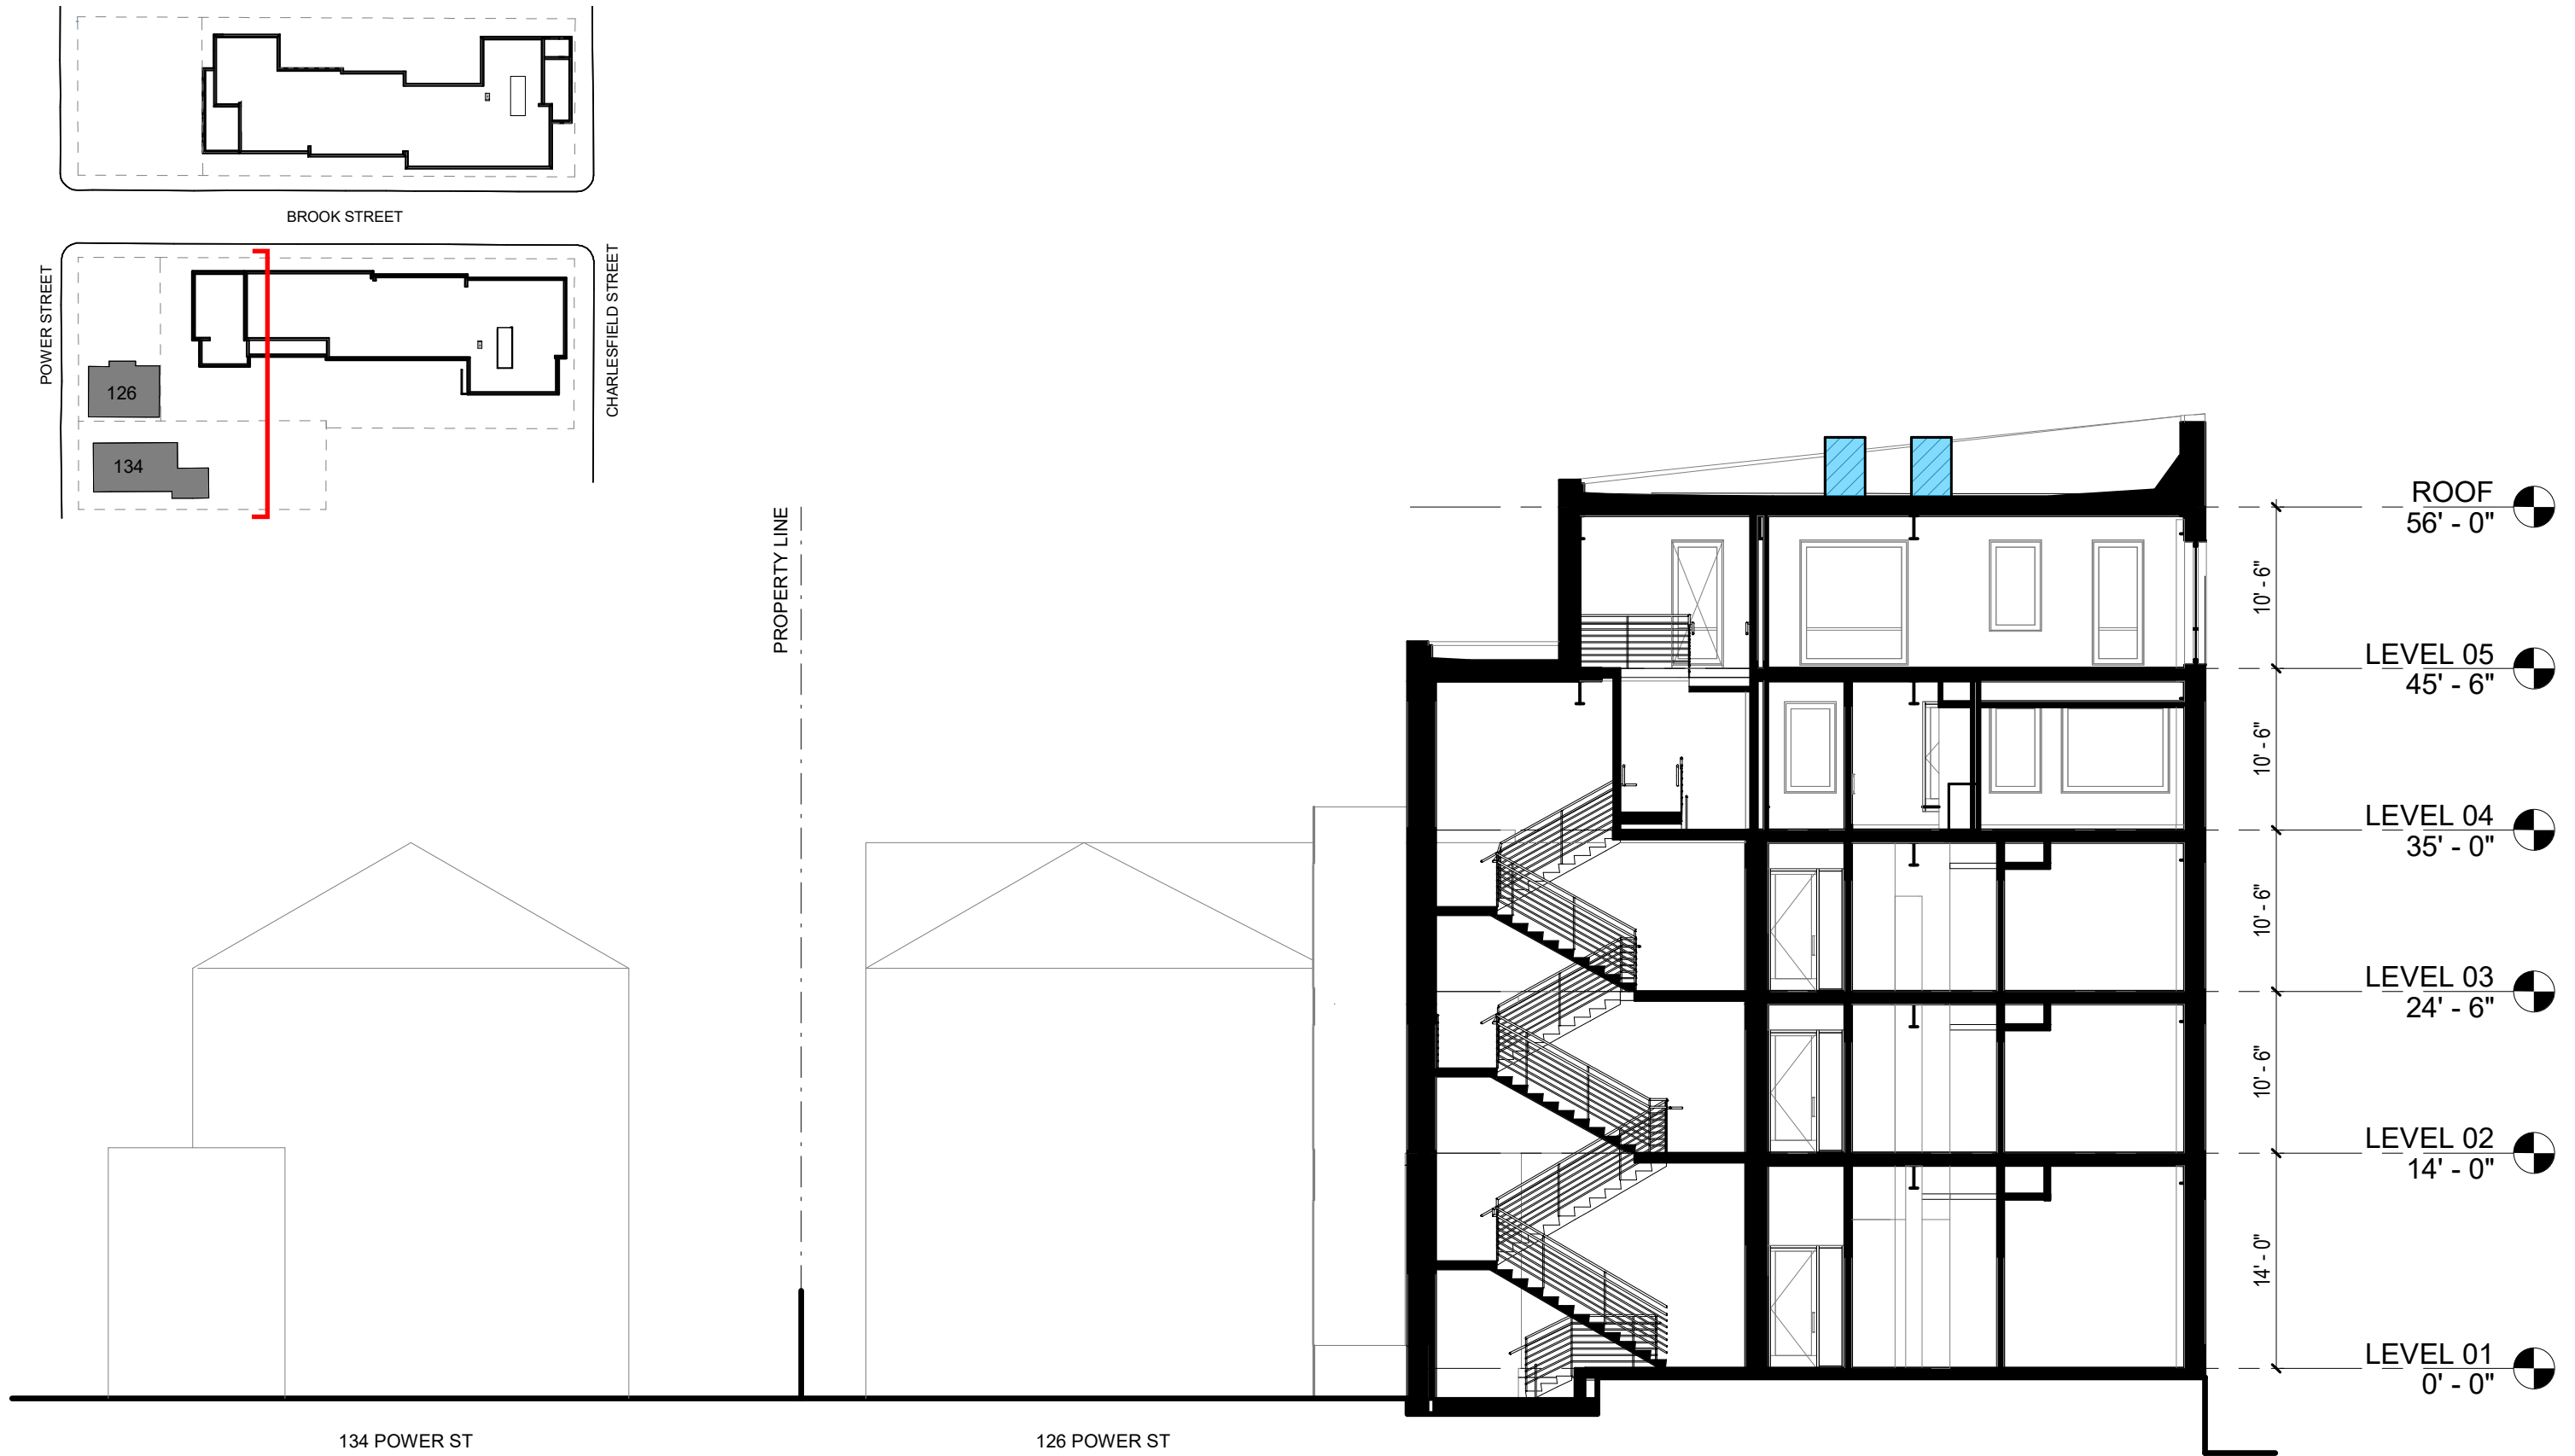 BROOK STREET
POWER STREET
CHARLESFIELD STREET
126
134
PROPERTY LINE
ROOF
56' - 0"
10' - 6"
LEVEL 05
45' - 6"
10' - 6"
LEVEL 04
35' - 0"
10' - 6"
LEVEL 03
24' - 6"
10' - 6"
LEVEL 02
14' - 0"
14' - 0"
LEVEL 01
0' - 0"
134 POWER ST
126 POWER ST